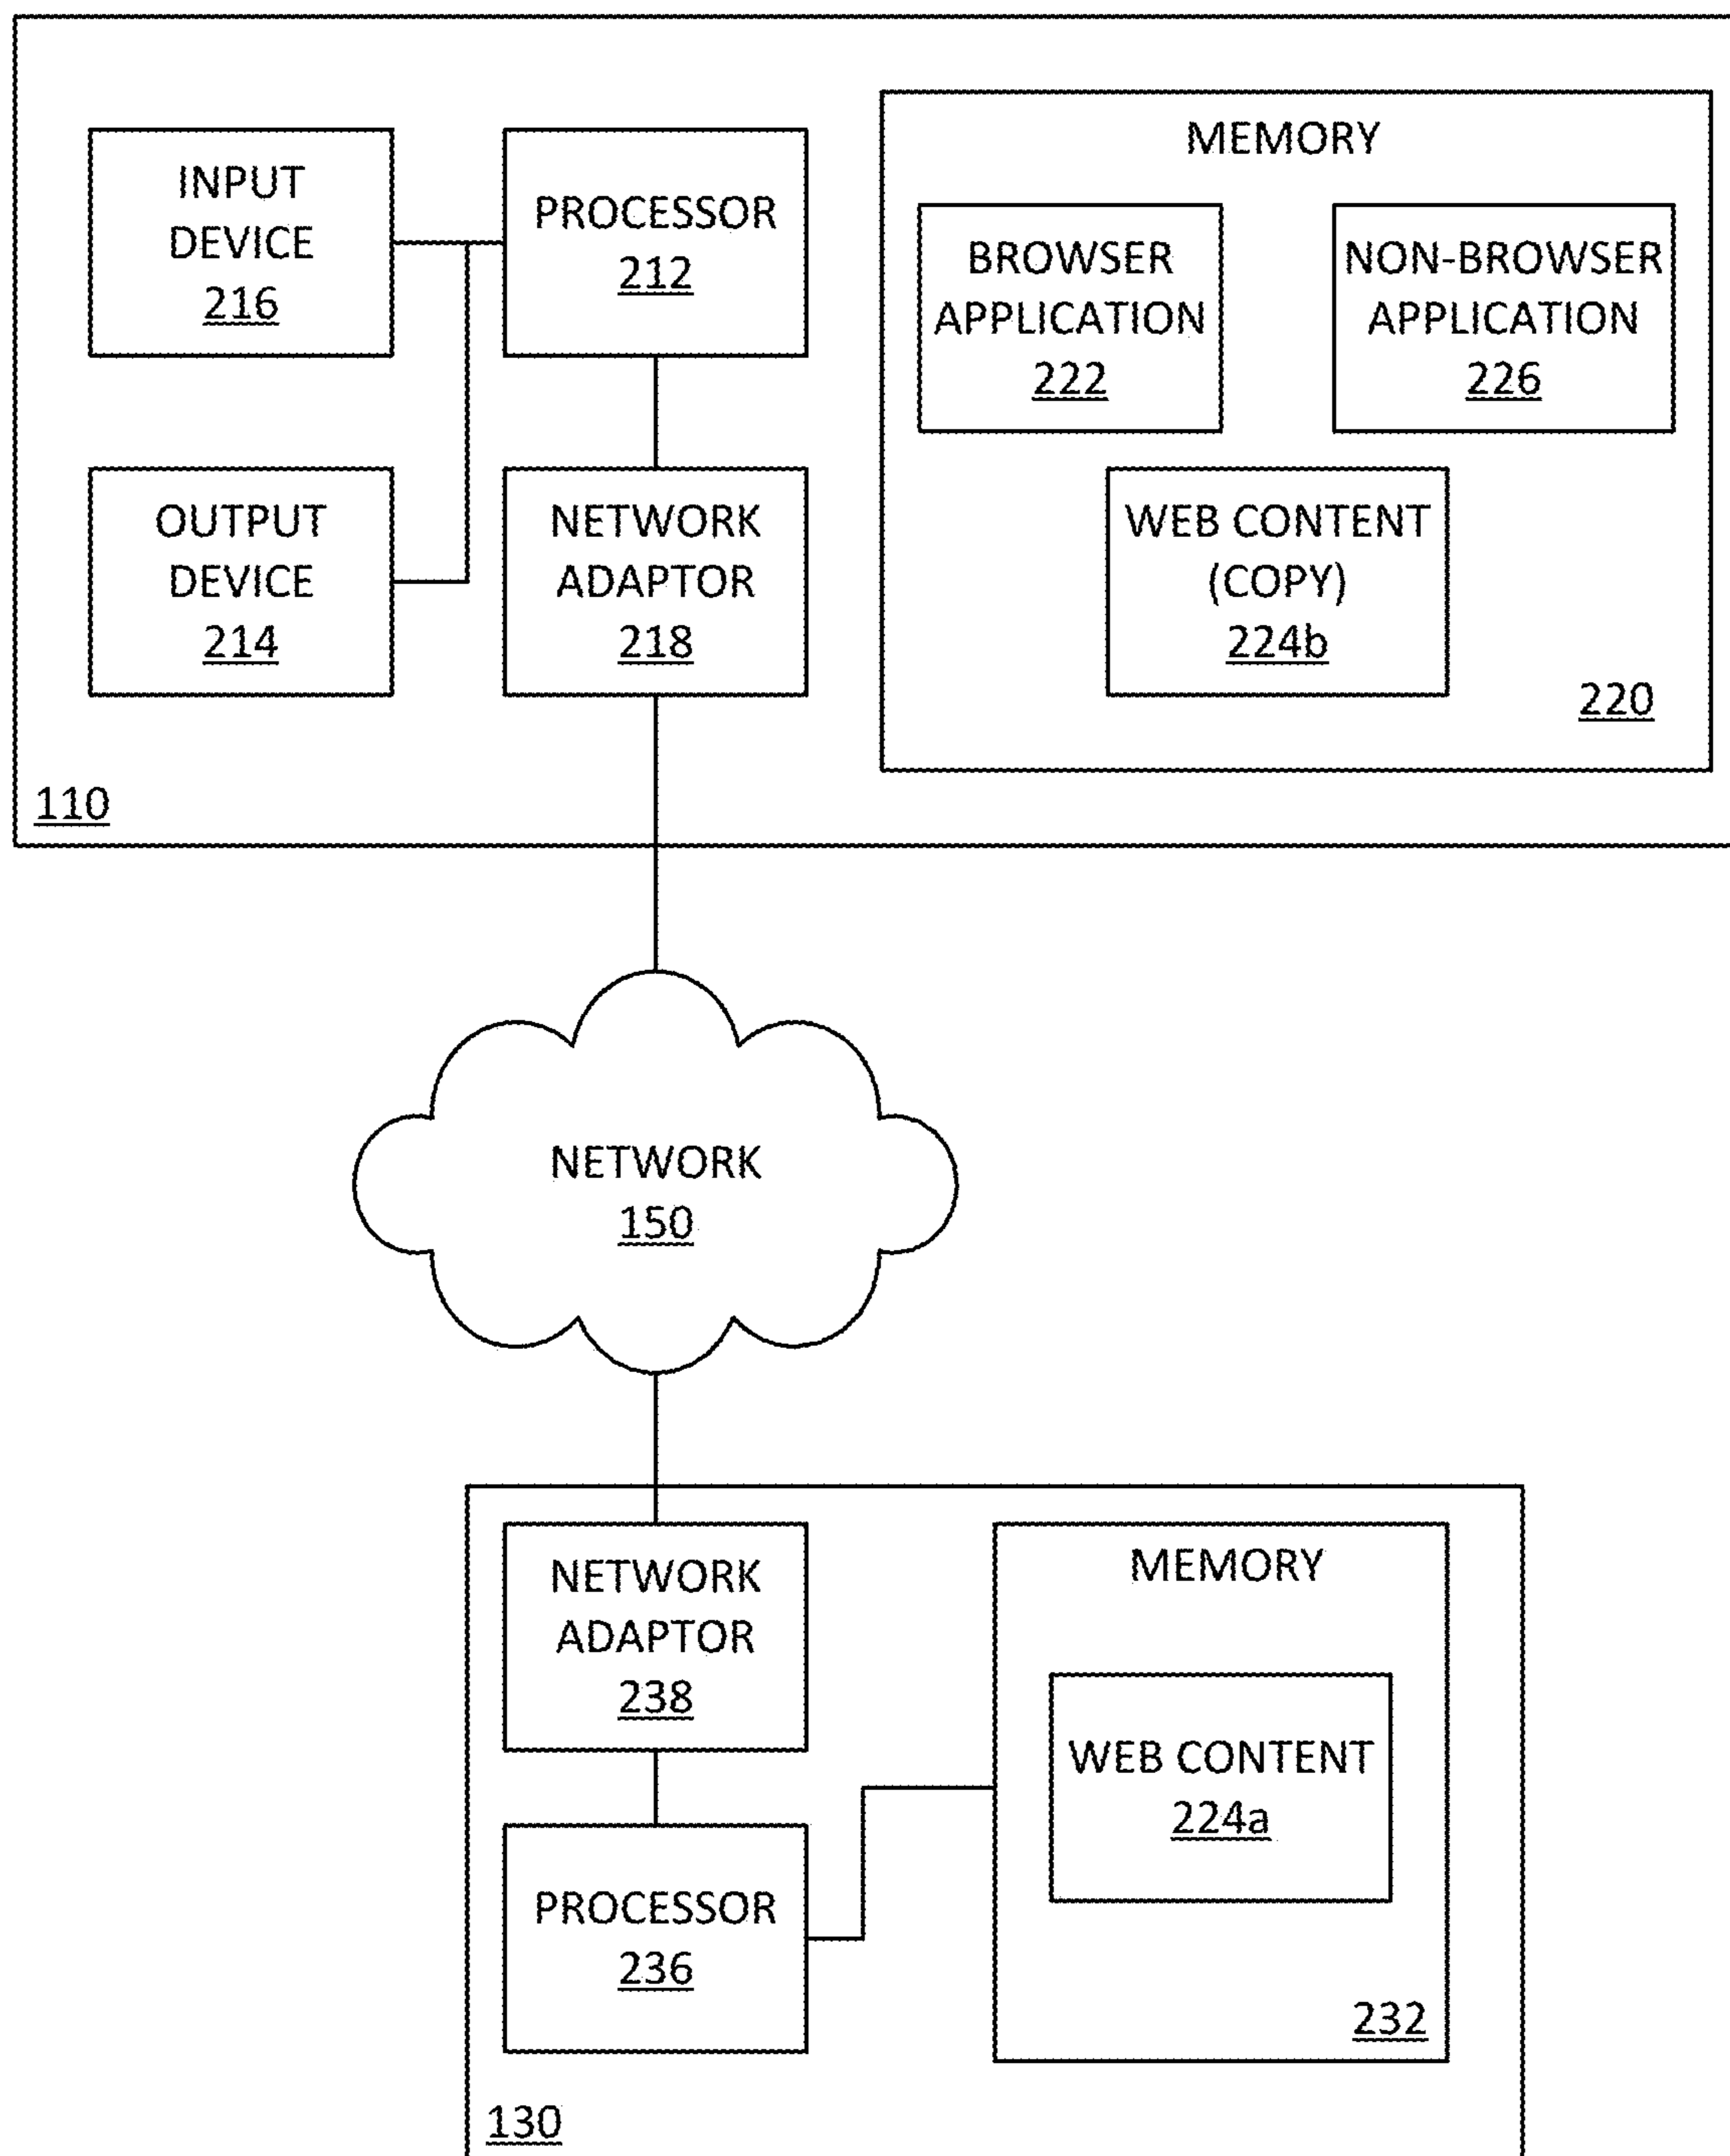 INPUT
DEVICE
216
PROCESSOR
212
OUTPUT
DEVICE
214
NETWORK
ADAPTOR
218
MEMORY
BROWSER
APPLICATION
222
NON-BROWSER
APPLICATION
226
WEB CONTENT
(COPY)
224b
220
110
NETWORK
150
NETWORK
ADAPTOR
238
PROCESSOR
236
MEMORY
WEB CONTENT
224a
232
130